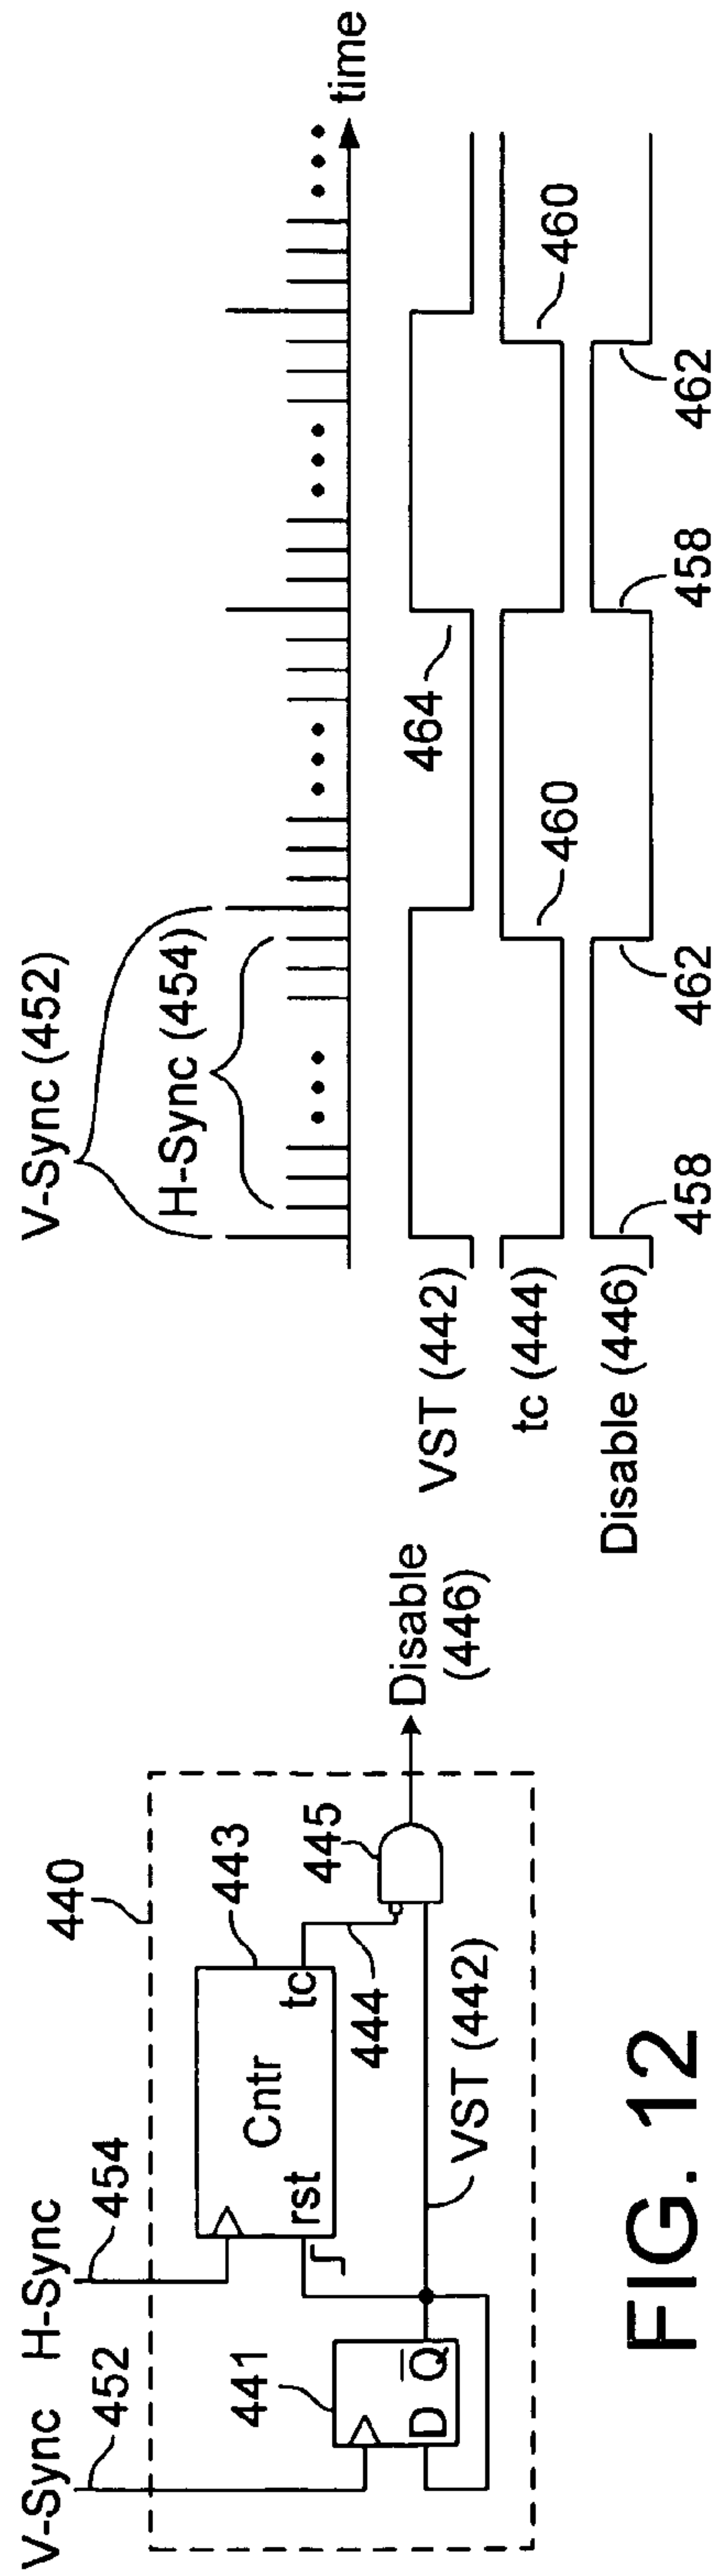 V-Sync
H-Sync
452
454
440
441
D
Q̅
Cntr
rst
tc
443
444
445
VST (442)
Disable
(446)
V-Sync (452)
H-Sync (454)
time
VST (442)
464
tc (444)
460
460
Disable (446)
458
462
458
462
FIG. 12